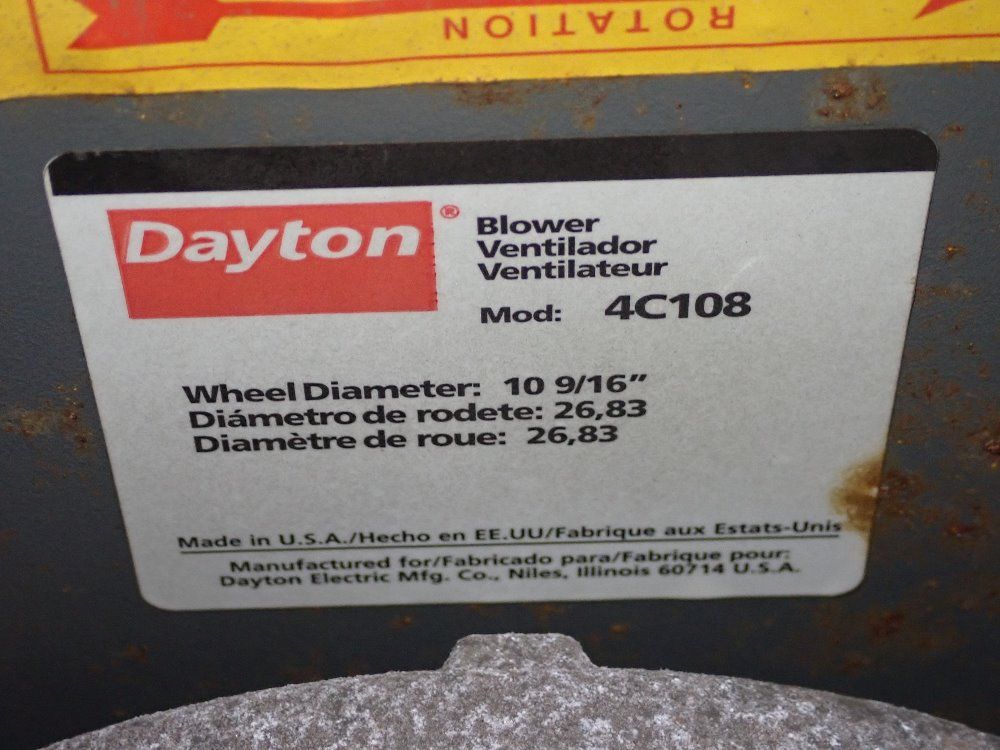 ROTATION
Dayton®
Blower
Ventilador
Ventilateur
Mod: 4C108
Wheel Diameter: 10 9/16"
Diámetro de rodete: 26,83
Diamètre de roue: 26,83
Made in U.S.A./Hecho en EE.UU/Fabrique aux Estats-Unis
Manufactured for/Fabricado para/Fabrique pour:
Dayton Electric Mfg. Co., Niles, Illinois 60714 U.S.A.